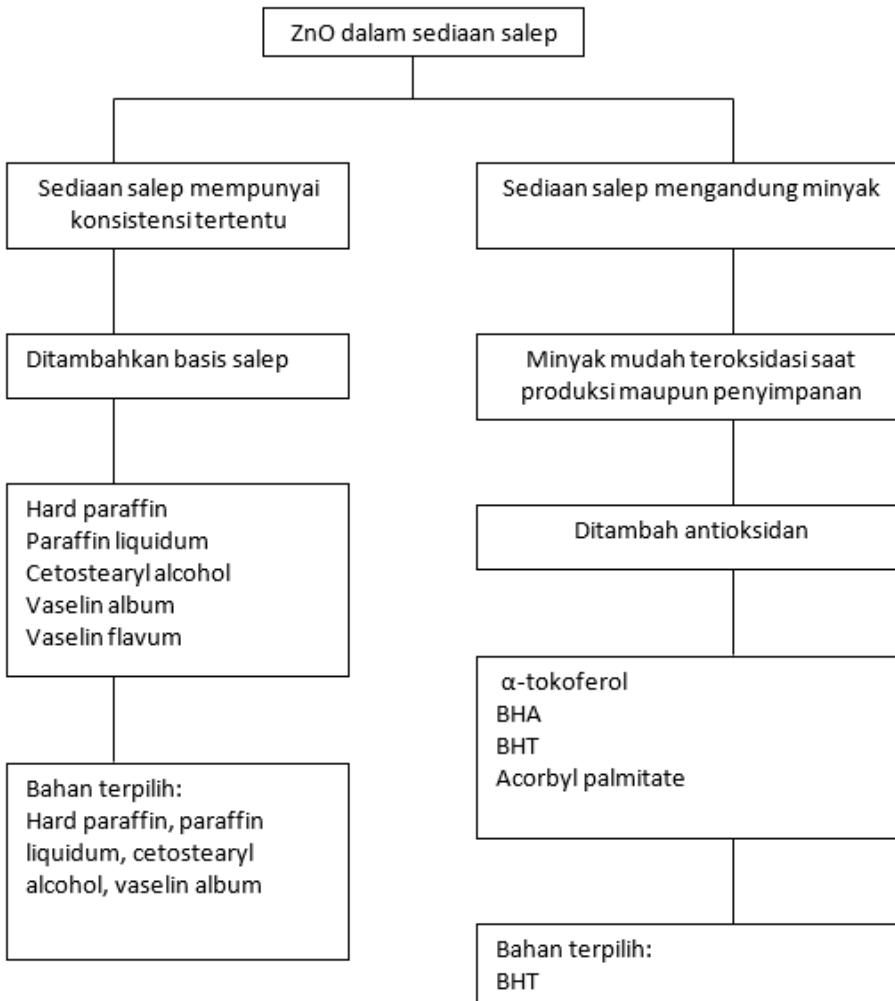 ZnO dalam sediaan salep
Sediaan salep mempunyai
konsistensi tertentu
Ditambahkan basis salep
Hard paraffin
Paraffin liquidum
Cetostearyl alcohol
Vaselin album
Vaselin flavum
Bahan terpilih:
Hard paraffin, paraffin
liquidum, cetostearyl
alcohol, vaselin album
Sediaan salep mengandung minyak
Minyak mudah teroksidasi saat
produksi maupun penyimpanan
Ditambah antioksidan
α-tokoferol
BHA
BHT
Acorbyl palmitate
Bahan terpilih:
BHT